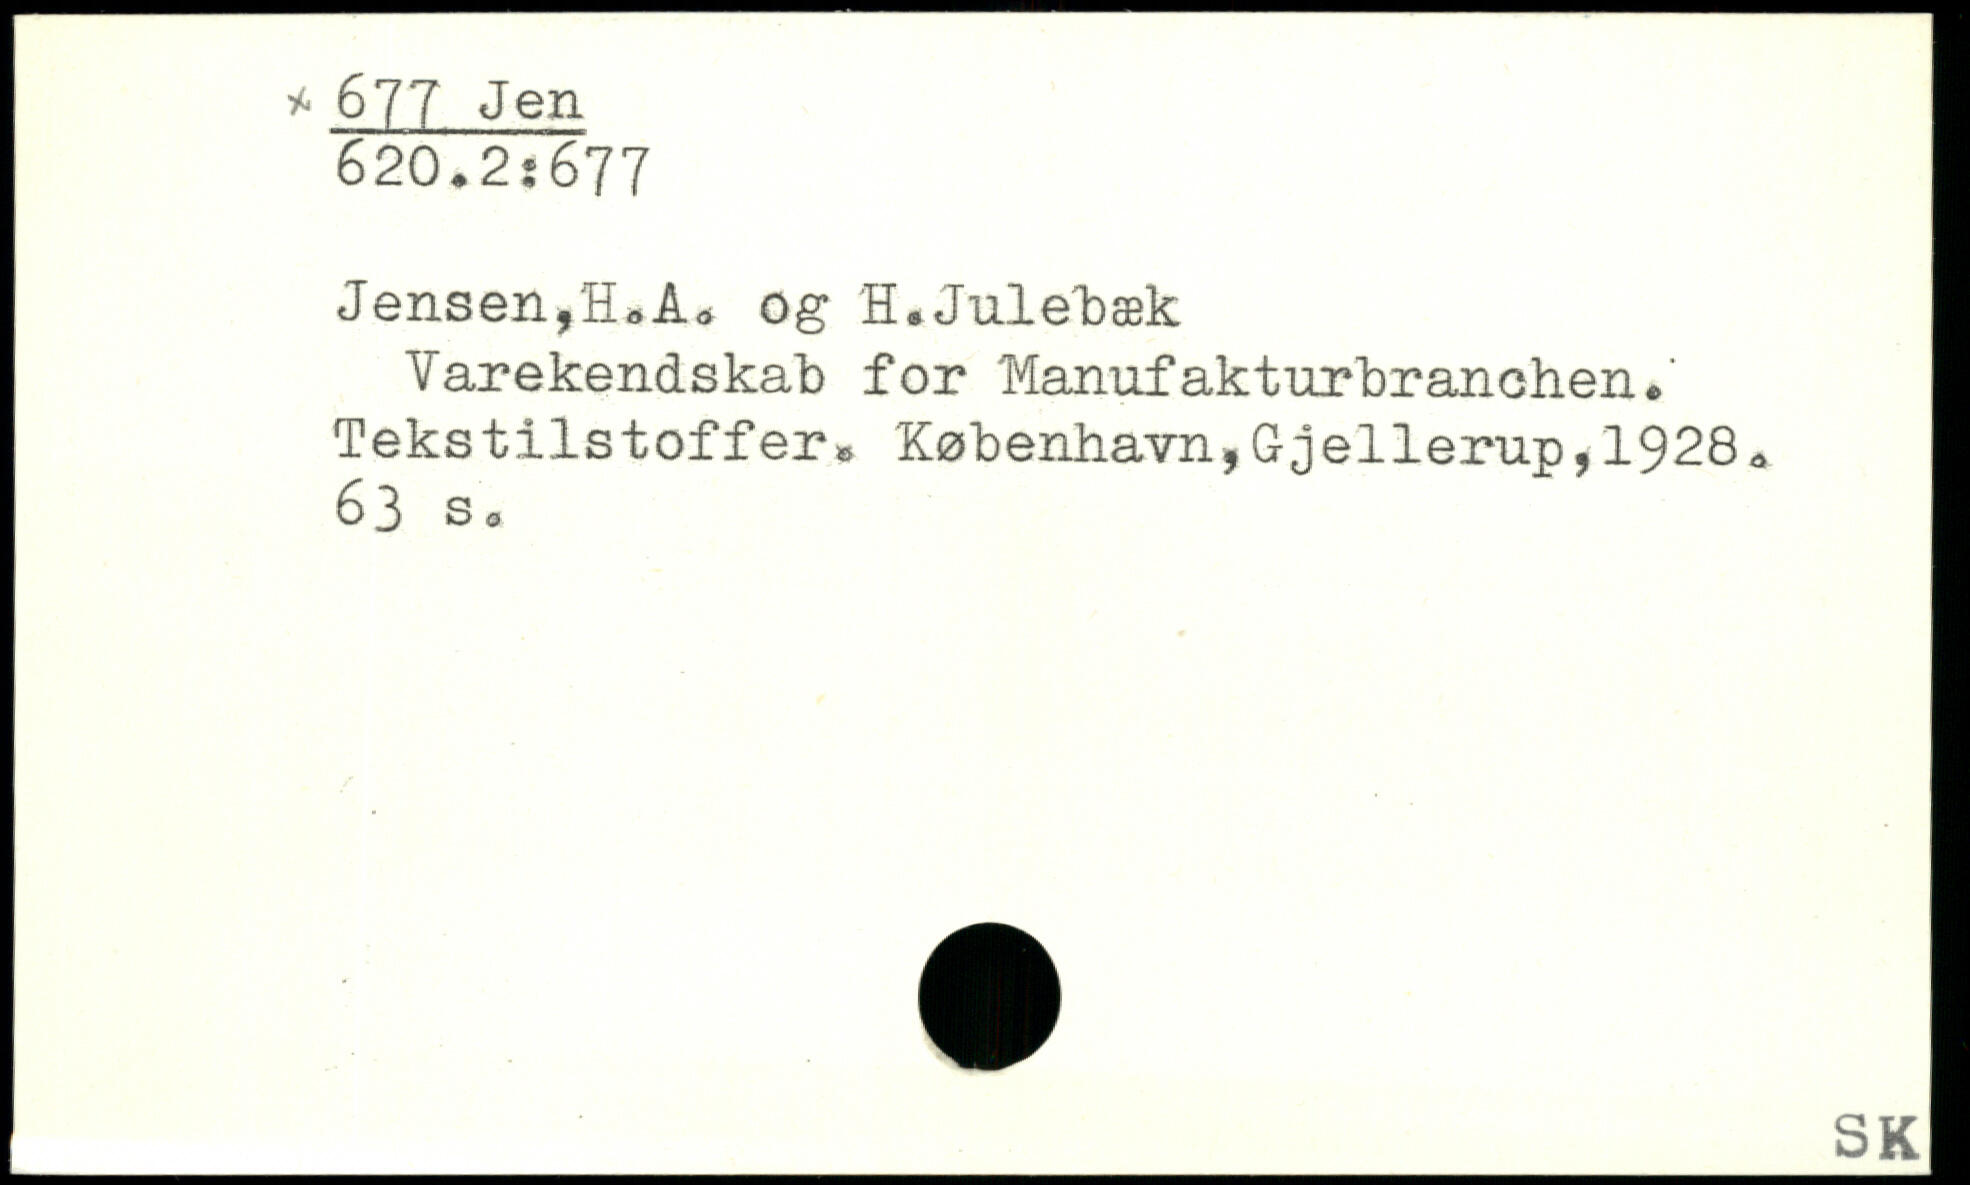 × 677 Jen
620.2:677
Jensen,H.A. og H.Julebæk
Varekendskab for Manufakturbranchen.
Tekstilstoffer. København,Gjellerup,1928.
63 s.
SK